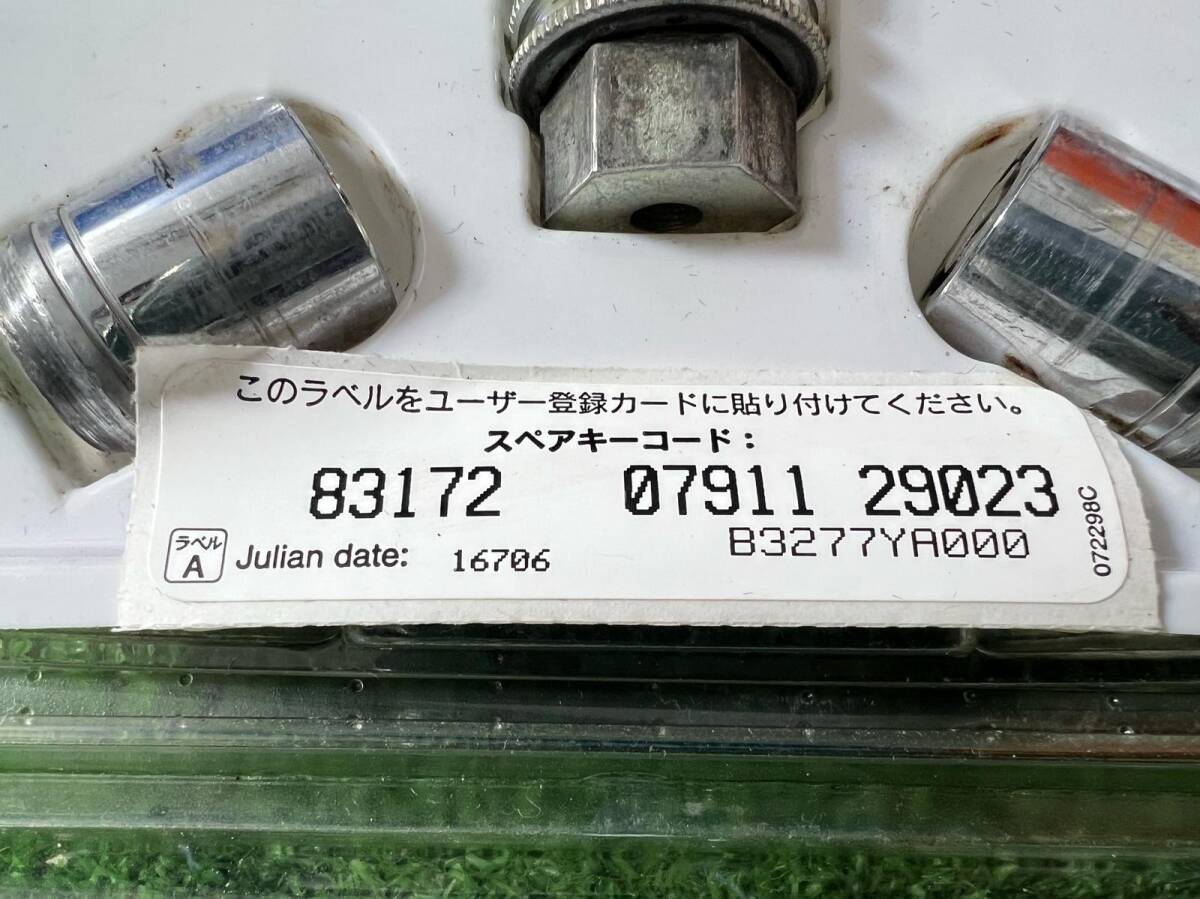 このラベルをユーザー登録カードに貼り付けてください。
スペアキーコード：
83172 07911 29023
B3277YA000
ラベル
A
Julian date: 16706
072298C